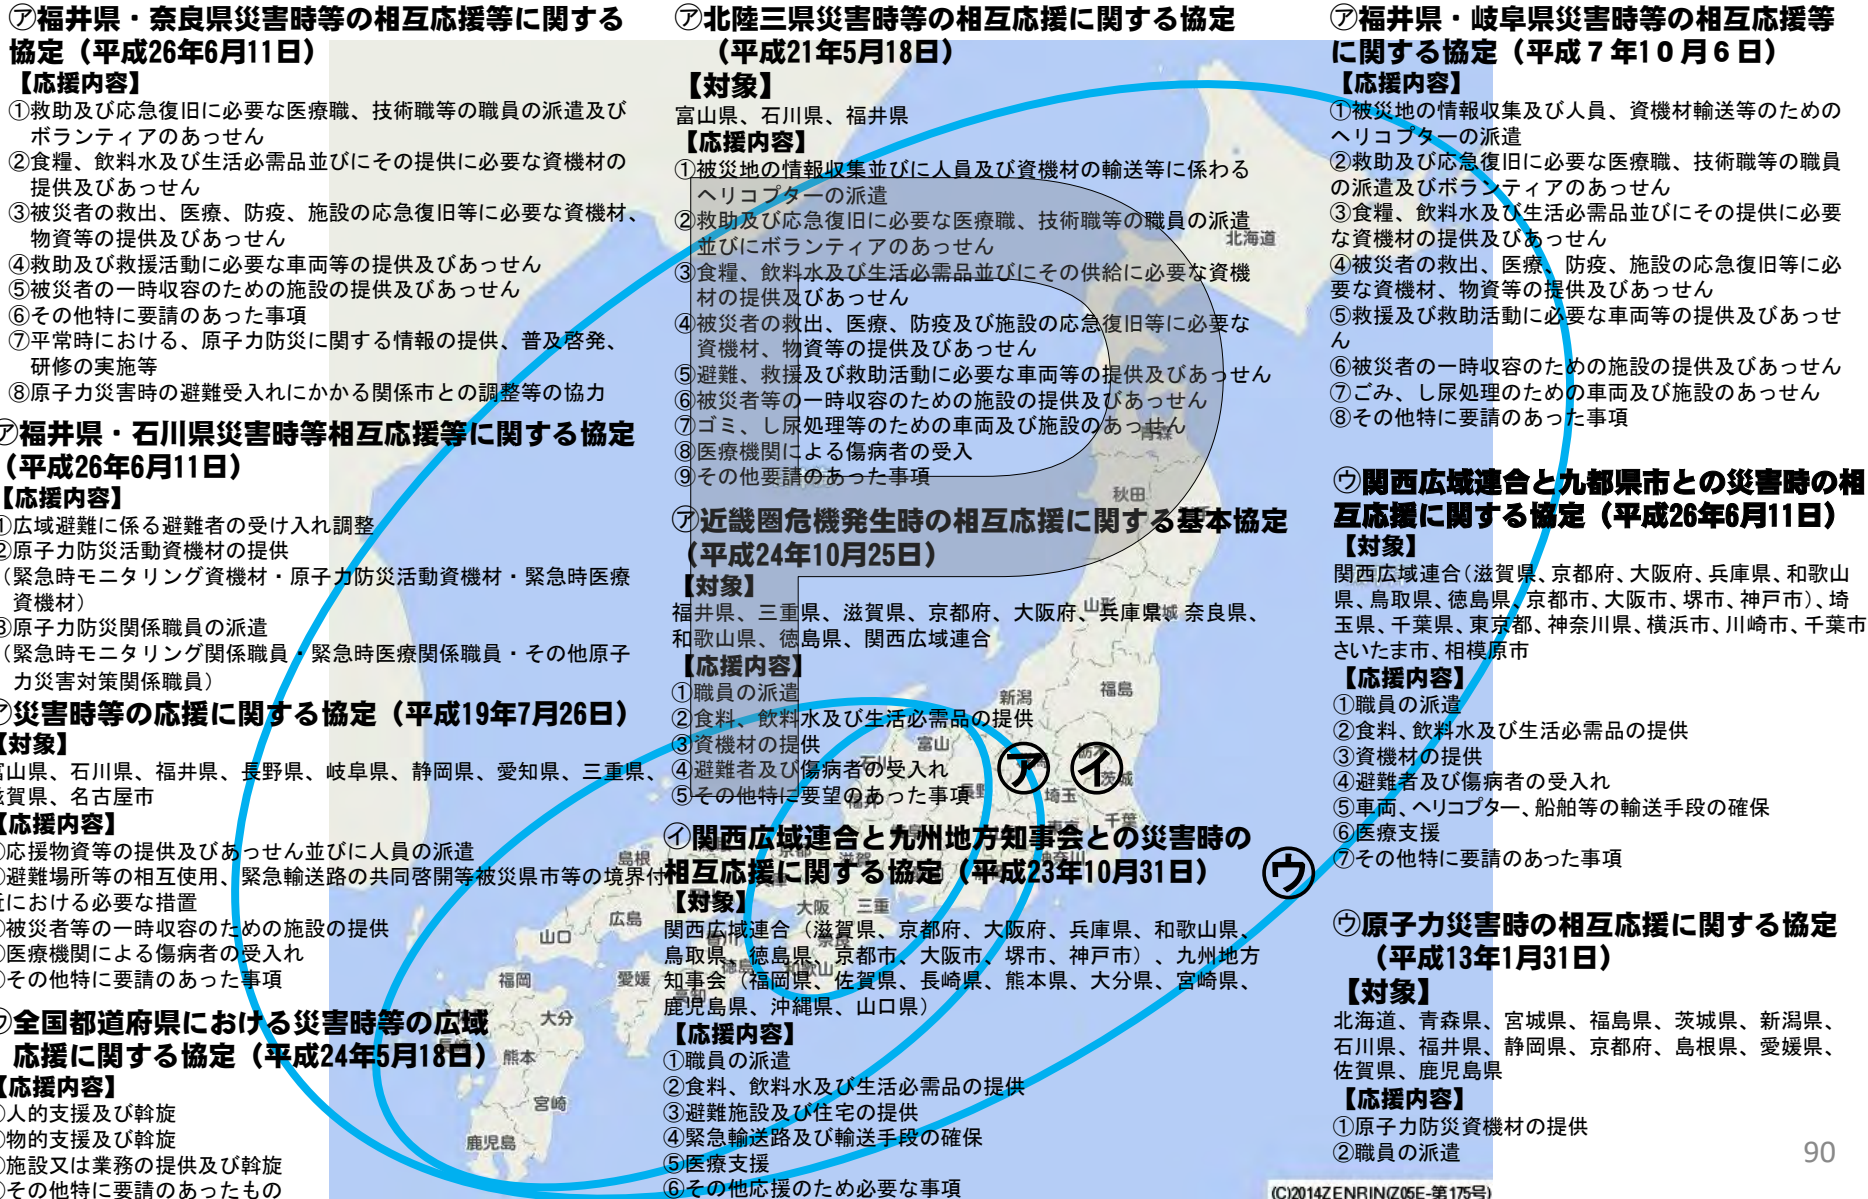 ㋐福井県・奈良県災害時等の相互応援等に関する
協定（平成26年6月11日）
【応援内容】
①救助及び応急復旧に必要な医療職、技術職等の職員の派遣及び
ボランティアのあっせん
②食糧、飲料水及び生活必需品並びにその提供に必要な資機材の
提供及びあっせん
③被災者の救出、医療、防疫、施設の応急復旧等に必要な資機材、
物資等の提供及びあっせん
④救助及び救援活動に必要な車両等の提供及びあっせん
⑤被災者の一時収容のための施設の提供及びあっせん
⑥その他特に要請のあった事項
⑦平常時における、原子力防災に関する情報の提供、普及啓発、
研修の実施等
⑧原子力災害時の避難受入れにかかる関係市との調整等の協力
㋐福井県・石川県災害時等相互応援等に関する協定
（平成26年6月11日）
【応援内容】
①広域避難に係る避難者の受け入れ調整
②原子力防災活動資機材の提供
（緊急時モニタリング資機材・原子力防災活動資機材・緊急時医療
資機材）
③原子力防災関係職員の派遣
（緊急時モニタリング関係職員・緊急時医療関係職員・その他原子
力災害対策関係職員）
㋐災害時等の応援に関する協定（平成19年7月26日）
【対象】
富山県、石川県、福井県、長野県、岐阜県、静岡県、愛知県、三重県、
滋賀県、名古屋市
【応援内容】
応援物資等の提供及びあっせん並びに人員の派遣
避難場所等の相互使用、緊急輸送路の共同啓開等被災県市等の境界付
近における必要な措置
被災者等の一時収容のための施設の提供
医療機関による傷病者の受入れ
その他特に要請のあった事項
㋒全国都道府県における災害時等の広域
応援に関する協定（平成24年5月18日）
【応援内容】
人的支援及び斡旋
物的支援及び斡旋
施設又は業務の提供及び斡旋
その他特に要請のあったもの
㋐北陸三県災害時等の相互応援に関する協定
（平成21年5月18日）
【対象】
富山県、石川県、福井県
【応援内容】
①被災地の情報収集並びに人員及び資機材の輸送等に係わる
ヘリコプターの派遣
②救助及び応急復旧に必要な医療職、技術職等の職員の派遣
並びにボランティアのあっせん
③食糧、飲料水及び生活必需品並びにその供給に必要な資機
材の提供及びあっせん
④被災者の救出、医療、防疫及び施設の応急復旧等に必要な
資機材、物資等の提供及びあっせん
⑤避難、救援及び救助活動に必要な車両等の提供及びあっせん
⑥被災者等の一時収容のための施設の提供及びあっせん
⑦ゴミ、し尿処理等のための車両及び施設のあっせん
⑧医療機関による傷病者の受入
⑨その他要請のあった事項
㋐近畿圏危機発生時の相互応援に関する基本協定
（平成24年10月25日）
【対象】
福井県、三重県、滋賀県、京都府、大阪府、兵庫県、奈良県、
和歌山県、徳島県、関西広域連合
【応援内容】
①職員の派遣
②食料、飲料水及び生活必需品の提供
③資機材の提供
④避難者及び傷病者の受入れ
⑤その他特に要望のあった事項
㋑関西広域連合と九州地方知事会との災害時の
相互応援に関する協定（平成23年10月31日）
【対象】
関西広域連合（滋賀県、京都府、大阪府、兵庫県、和歌山県、
鳥取県、徳島県、京都市、大阪市、堺市、神戸市）、九州地方
知事会（福岡県、佐賀県、長崎県、熊本県、大分県、宮崎県、
鹿児島県、沖縄県、山口県）
【応援内容】
①職員の派遣
②食料、飲料水及び生活必需品の提供
③避難施設及び住宅の提供
④緊急輸送路及び輸送手段の確保
⑤医療支援
⑥その他応援のため必要な事項
㋐福井県・岐阜県災害時等の相互応援等
に関する協定（平成７年10月６日）
【応援内容】
①被災地の情報収集及び人員、資機材輸送等のための
ヘリコプターの派遣
②救助及び応急復旧に必要な医療職、技術職等の職員
の派遣及びボランティアのあっせん
③食糧、飲料水及び生活必需品並びにその提供に必要
な資機材の提供及びあっせん
④被災者の救出、医療、防疫、施設の応急復旧等に必
要な資機材、物資等の提供及びあっせん
⑤救援及び救助活動に必要な車両等の提供及びあっせ
ん
⑥被災者の一時収容のための施設の提供及びあっせん
⑦ごみ、し尿処理のための車両及び施設のあっせん
⑧その他特に要請のあった事項
㋒関西広域連合と九都県市との災害時の相
互応援に関する協定（平成26年6月11日）
【対象】
関西広域連合（滋賀県、京都府、大阪府、兵庫県、和歌山
県、鳥取県、徳島県、京都市、大阪市、堺市、神戸市）、埼
玉県、千葉県、東京都、神奈川県、横浜市、川崎市、千葉市
さいたま市、相模原市
【応援内容】
①職員の派遣
②食料、飲料水及び生活必需品の提供
③資機材の提供
④避難者及び傷病者の受入れ
⑤車両、ヘリコプター、船舶等の輸送手段の確保
⑥医療支援
⑦その他特に要請のあった事項
㋒原子力災害時の相互応援に関する協定
（平成13年1月31日）
【対象】
北海道、青森県、宮城県、福島県、茨城県、新潟県、
石川県、福井県、静岡県、京都府、島根県、愛媛県、
佐賀県、鹿児島県
【応援内容】
①原子力防災資機材の提供
②職員の派遣
P
㋐
㋑
㋒
北海道
青森
秋田
山形
新潟
福島
富山
石川
福井
栃木
茨城
埼玉
千葉
長野
島根
広島
山口
大阪
三重
奈良
和歌山
徳島
愛媛
福岡
大分
熊本
宮崎
鹿児島
90
(C)2014ZENRIN(Z05E-第175号)